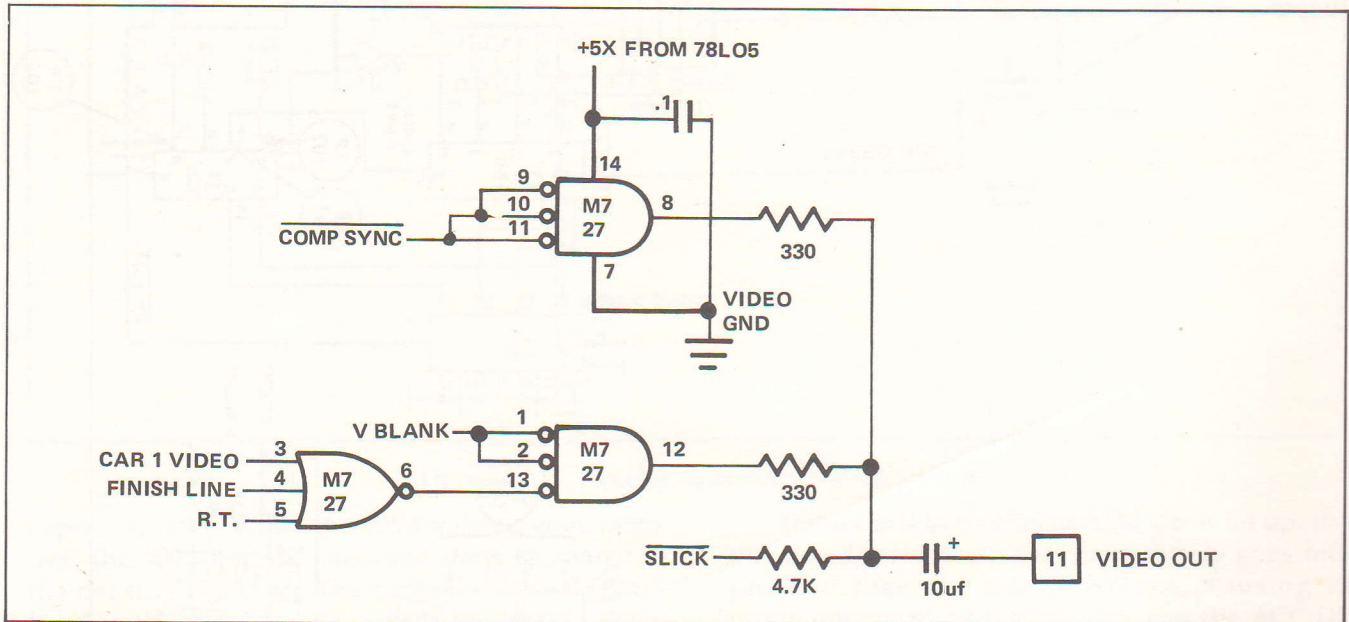 +5X FROM 78LO5
.1
14
9
10
11
M7
27
8
COMP SYNC
330
7
VIDEO
GND
V BLANK
1
2
13
M7
27
12
330
CAR 1 VIDEO
FINISH LINE
R.T.
3
4
5
M7
27
6
SLICK
4.7K
+
10uf
11
VIDEO OUT